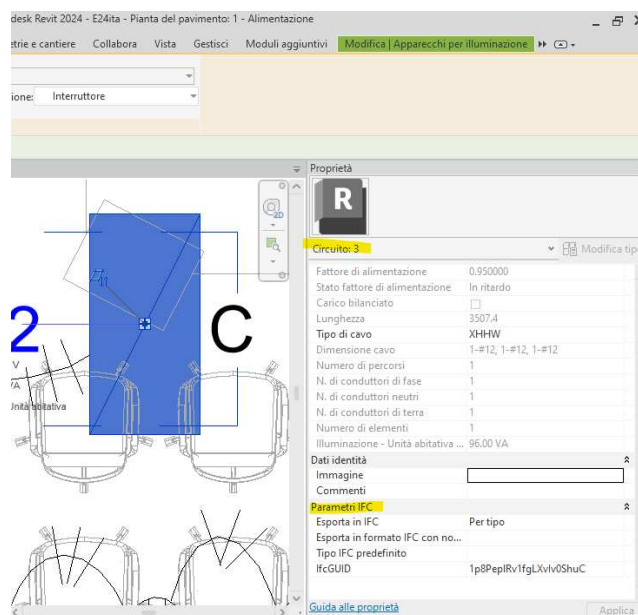 desk Revit 2024 - E24ita - Pianta del pavimento: 1 - Alimentazione
etrie e cantiere Collabora Vista Gestisci Moduli aggiuntivi Modifica | Apparecchi per illuminazione
ione: Interruttore
Proprietà
R
2D
Circuito: 3 Modifica tip
Fattore di alimentazione 0.950000
Stato fattore di alimentazione In ritardo
Carico bilanciato
Lunghezza 3507.4
Tipo di cavo XHHW
Dimensione cavo 1-#12, 1-#12, 1-#12
Numero di percorsi 1
N. di conduttori di fase 1
N. di conduttori neutri 1
N. di conduttori di terra 1
Numero di elementi 1
Illuminazione - Unità abitativa ... 96.00 VA
Dati identità
Immagine
Commenti
Parametri IFC
Esporta in IFC Per tipo
Esporta in formato IFC con no...
Tipo IFC predefinito
IfcGUID 1p8PepIRv1fgLXvIv0ShuC
Guida alle proprietà Applica
2
C
V
VA
Unità abitativa